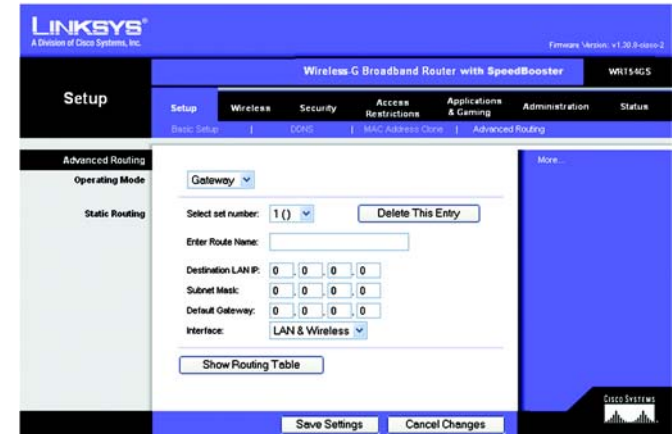 LINKSYS®
A Division of Cisco Systems, Inc.
Firmware Version: v1.30.9-cisco-2
Wireless-G Broadband Router with SpeedBooster WRT54GS
Setup
Setup Wireless Security Access Restrictions Applications & Gaming Administration Status
Basic Setup | DDNS | MAC Address Clone | Advanced Routing
Advanced Routing
More...
Operating Mode Gateway
Static Routing Select set number: 1 () Delete This Entry
Enter Route Name:
Destination LAN IP: 0 . 0 . 0 . 0
Subnet Mask: 0 . 0 . 0 . 0
Default Gateway: 0 . 0 . 0 . 0
Interface: LAN & Wireless
Show Routing Table
CISCO SYSTEMS
Save Settings Cancel Changes